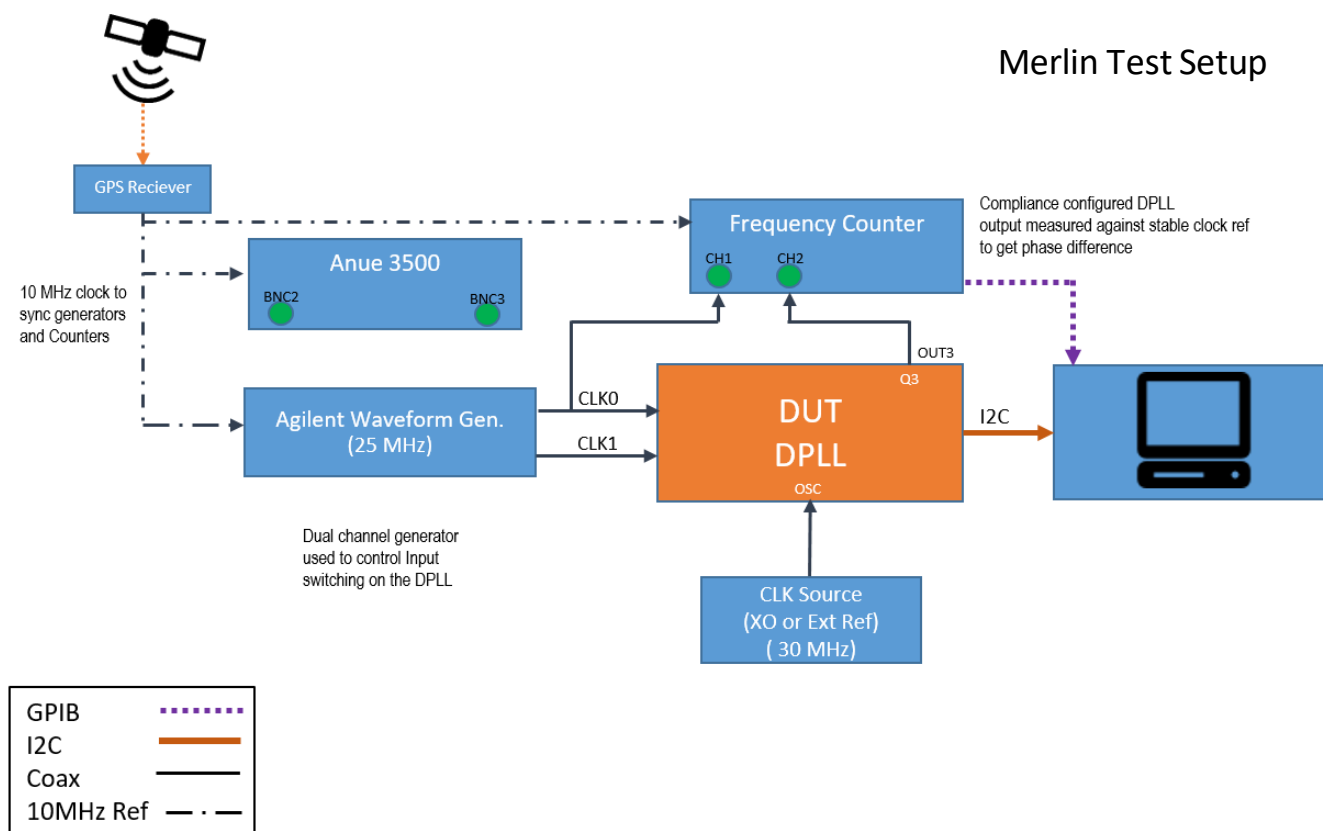 Merlin Test Setup
GPS Reciever
Frequency Counter
CH1
CH2
Compliance configured DPLL
output measured against stable clock ref
to get phase difference
Anue 3500
BNC2
BNC3
10 MHz clock to
sync generators
and Counters
OUT3
Q3
Agilent Waveform Gen.
(25 MHz)
CLK0
CLK1
DUT
DPLL
OSC
I2C
Dual channel generator
used to control Input
switching on the DPLL
CLK Source
(XO or Ext Ref)
( 30 MHz)
GPIB
I2C
Coax
10MHz Ref